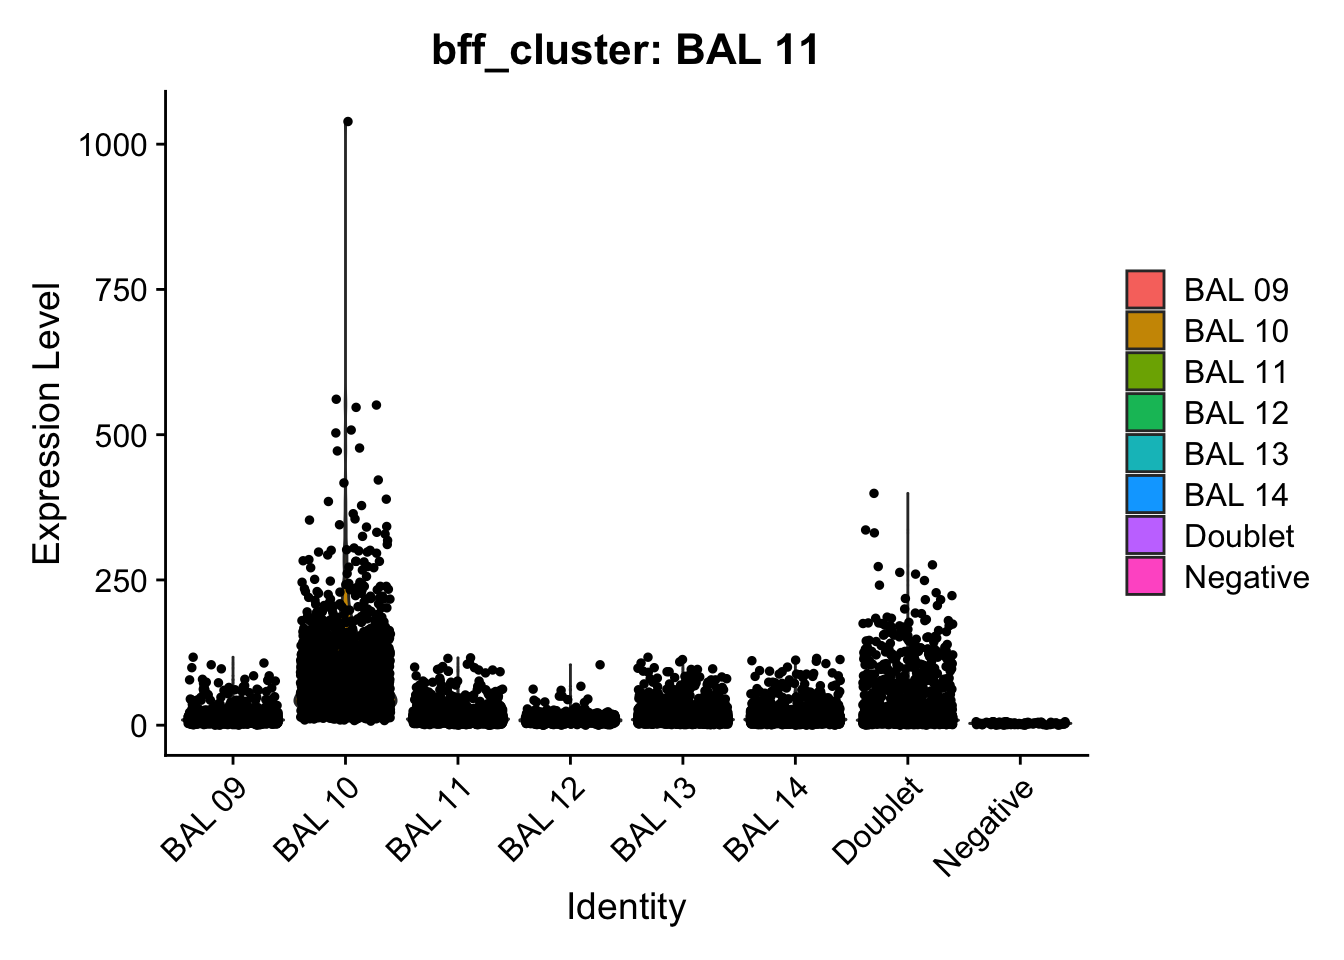 bff_cluster: BAL 11
Expression Level
1000
750
500
250
0
BAL 09
BAL 10
BAL 11
BAL 12
BAL 13
BAL 14
Doublet
Negative
Identity
BAL 09
BAL 10
BAL 11
BAL 12
BAL 13
BAL 14
Doublet
Negative